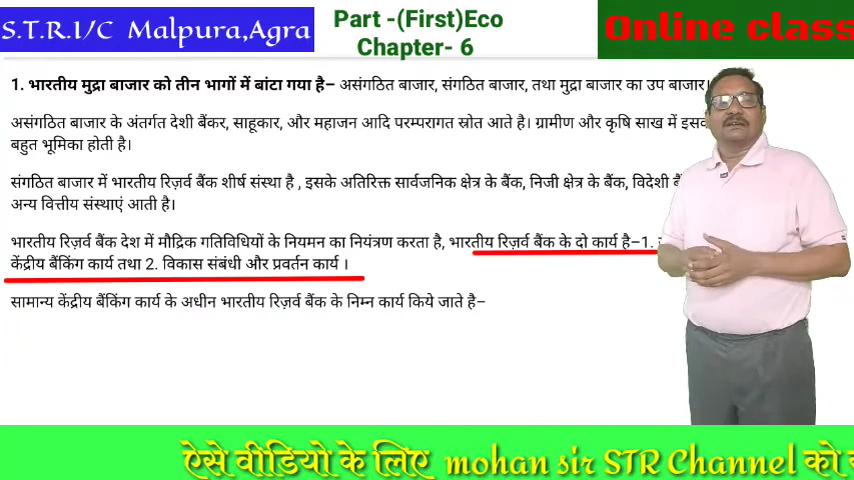 S.T.R.I/C Malpura,Agra
Part -(First)Eco
Chapter- 6
Online class
1. भारतीय मुद्रा बाजार को तीन भागों में बांटा गया है– असंगठित बाजार, संगठित बाजार, तथा मुद्रा बाजार का उप बाजार।
असंगठित बाजार के अंतर्गत देशी बैंकर, साहूकार, और महाजन आदि परम्परागत स्रोत आते है। ग्रामीण और कृषि साख में
बहुत भूमिका होती है।
संगठित बाजार में भारतीय रिज़र्व बैंक शीर्ष संस्था है , इसके अतिरिक्त सार्वजनिक क्षेत्र के बैंक, निजी क्षेत्र के बैंक, विदेशी
अन्य वित्तीय संस्थाएं आती है।
भारतीय रिज़र्व बैंक देश में मौद्रिक गतिविधियों के नियमन का नियंत्रण करता है, भारतीय रिज़र्व बैंक के दो कार्य है–1.
केंद्रीय बैंकिंग कार्य तथा 2. विकास संबंधी और प्रवर्तन कार्य ।
सामान्य केंद्रीय बैंकिंग कार्य के अधीन भारतीय रिज़र्व बैंक के निम्न कार्य किये जाते है–
ऐसे वीडियो के लिए mohan sir STR Channel को